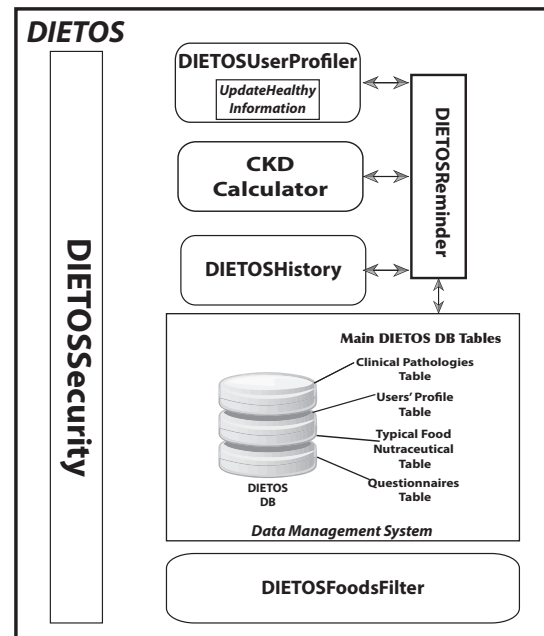 DIETOS
DIETOSSecurity
DIETOSUserProfiler
UpdateHealthy
Information
CKD
Calculator
DIETOSHistory
DIETOSReminder
Main DIETOS DB Tables
Clinical Pathologies
Table
Users' Profile
Table
Typical Food
Nutraceutical
Table
Questionnaires
Table
DIETOS
DB
Data Management System
DIETOSFoodsFilter